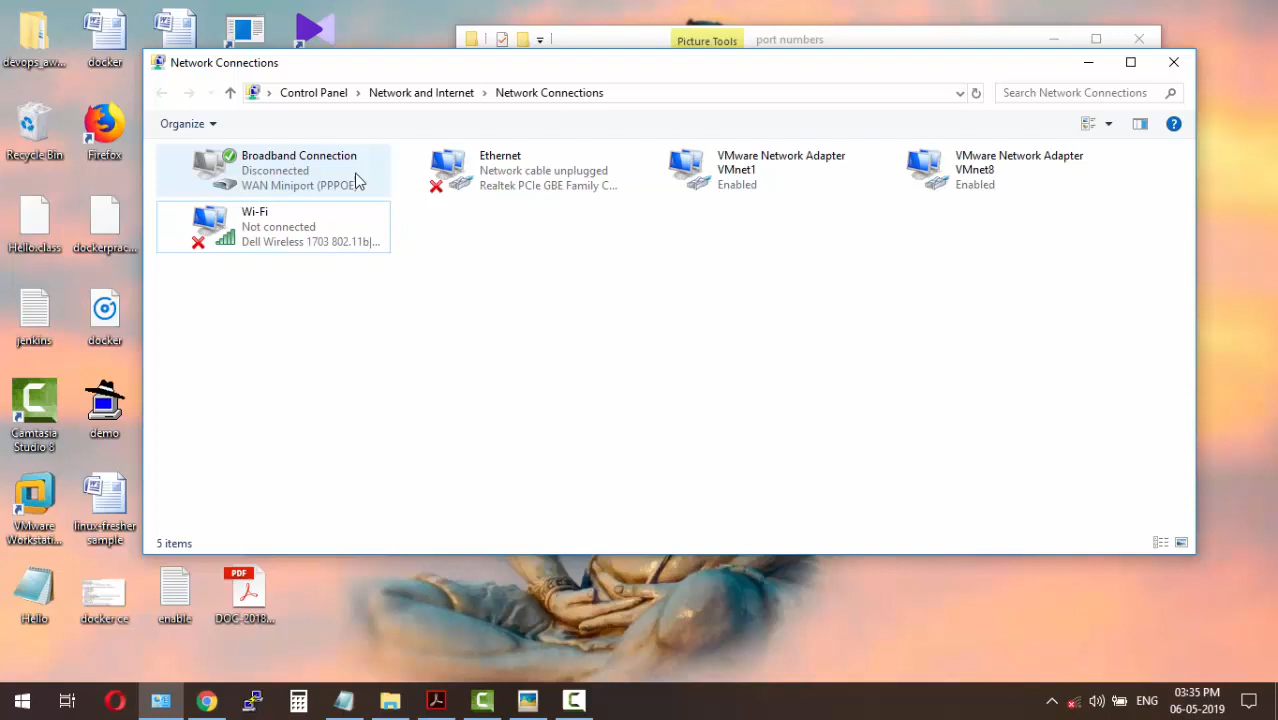 devops_aw...
docker
Picture Tools
port numbers
Network Connections
Control Panel
Network and Internet
Network Connections
Search Network Connections
Organize
Recycle Bin
Firefox
Broadband Connection
Disconnected
WAN Miniport (PPPOE)
Ethernet
Network cable unplugged
Realtek PCIe GBE Family C...
VMware Network Adapter
VMnet1
Enabled
VMware Network Adapter
VMnet8
Enabled
Wi-Fi
Not connected
Dell Wireless 1703 802.11b|...
Hello.class
dockerprac...
jenkins
docker
Camtasia
Studio 8
demo
VMware
Workstati...
linux-fresher
sample
5 items
Hello
docker ce
enable
PDF
DOC-2018...
ENG
03:35 PM
06-05-2019